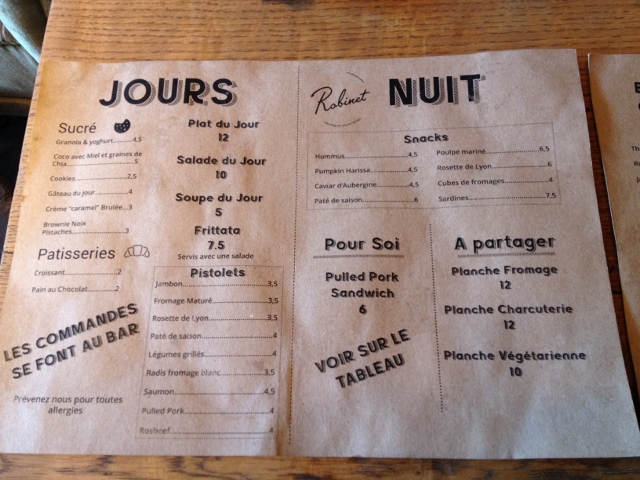 JOURS
Sucré
Granola & yoghurt.........4,5
Coco avec Miel et graines de
Chia....................5
Cookies..................2,5
Gâteau du jour.........4
Crème "caramel" Brulée...3
Brownie Noix
Pistaches..................3
Patisseries
Croissant..................2
Pain au Chocolat..........2
LES COMMANDES
SE FONT AU BAR
Prévenez nous pour toutes
allergies
Plat du Jour
12
Salade du Jour
10
Soupe du Jour
5
Frittata
7.5
Servis avec une salade
Pistolets
Jambon..........................3,5
Fromage Maturé...............3,5
Rosette de Lyon...............3,5
Paté de saison.................4
Légumes grillés................4
Radis fromage blanc..........3,5
Saumon.........................4,5
Pulled Pork.....................4
Rosbeef.........................4
Robinet
NUIT
Snacks
Hummus......................4,5
Pumpkin Harissa...........4,5
Caviar d'Aubergine........4,5
Paté de saison...............6
Poulpe mariné...............6,5
Rosette de Lyon..............6
Cubes de fromages.........4
Sardines.....................7,5
Pour Soi
Pulled Pork
Sandwich
6
VOIR SUR LE
TABLEAU
A partager
Planche Fromage
12
Planche Charcuterie
12
Planche Végétarienne
10